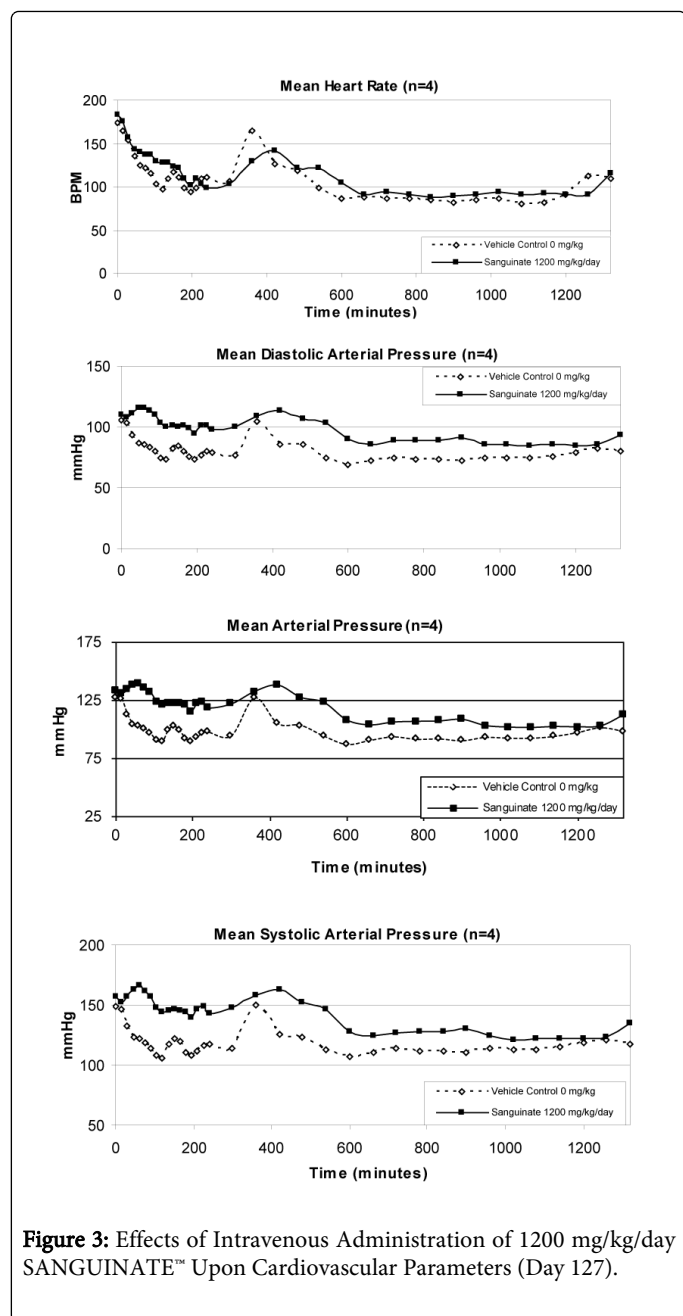 Mean Heart Rate (n=4)
200
150
100
50
0
BPM
0 200 400 600 800 1000 1200
Time (minutes)
Vehicle Control 0 mg/kg
Sanguinate 1200 mg/kg/day
Mean Diastolic Arterial Pressure (n=4)
150
100
50
0
mmHg
0 200 400 600 800 1000 1200
Vehicle Control 0 mg/kg
Sanguinate 1200 mg/kg/day
Mean Arterial Pressure (n=4)
175
125
75
25
mmHg
0 200 400 600 800 1000 1200
Time (minutes)
Vehicle Control 0 mg/kg
Sanguinate 1200 mg/kg/day
Mean Systolic Arterial Pressure (n=4)
200
150
100
50
mmHg
0 200 400 600 800 1000 1200
Time (minutes)
Vehicle Control 0 mg/kg
Sanguinate 1200 mg/kg/day
Figure 3: Effects of Intravenous Administration of 1200 mg/kg/day
SANGUINATE™ Upon Cardiovascular Parameters (Day 127).